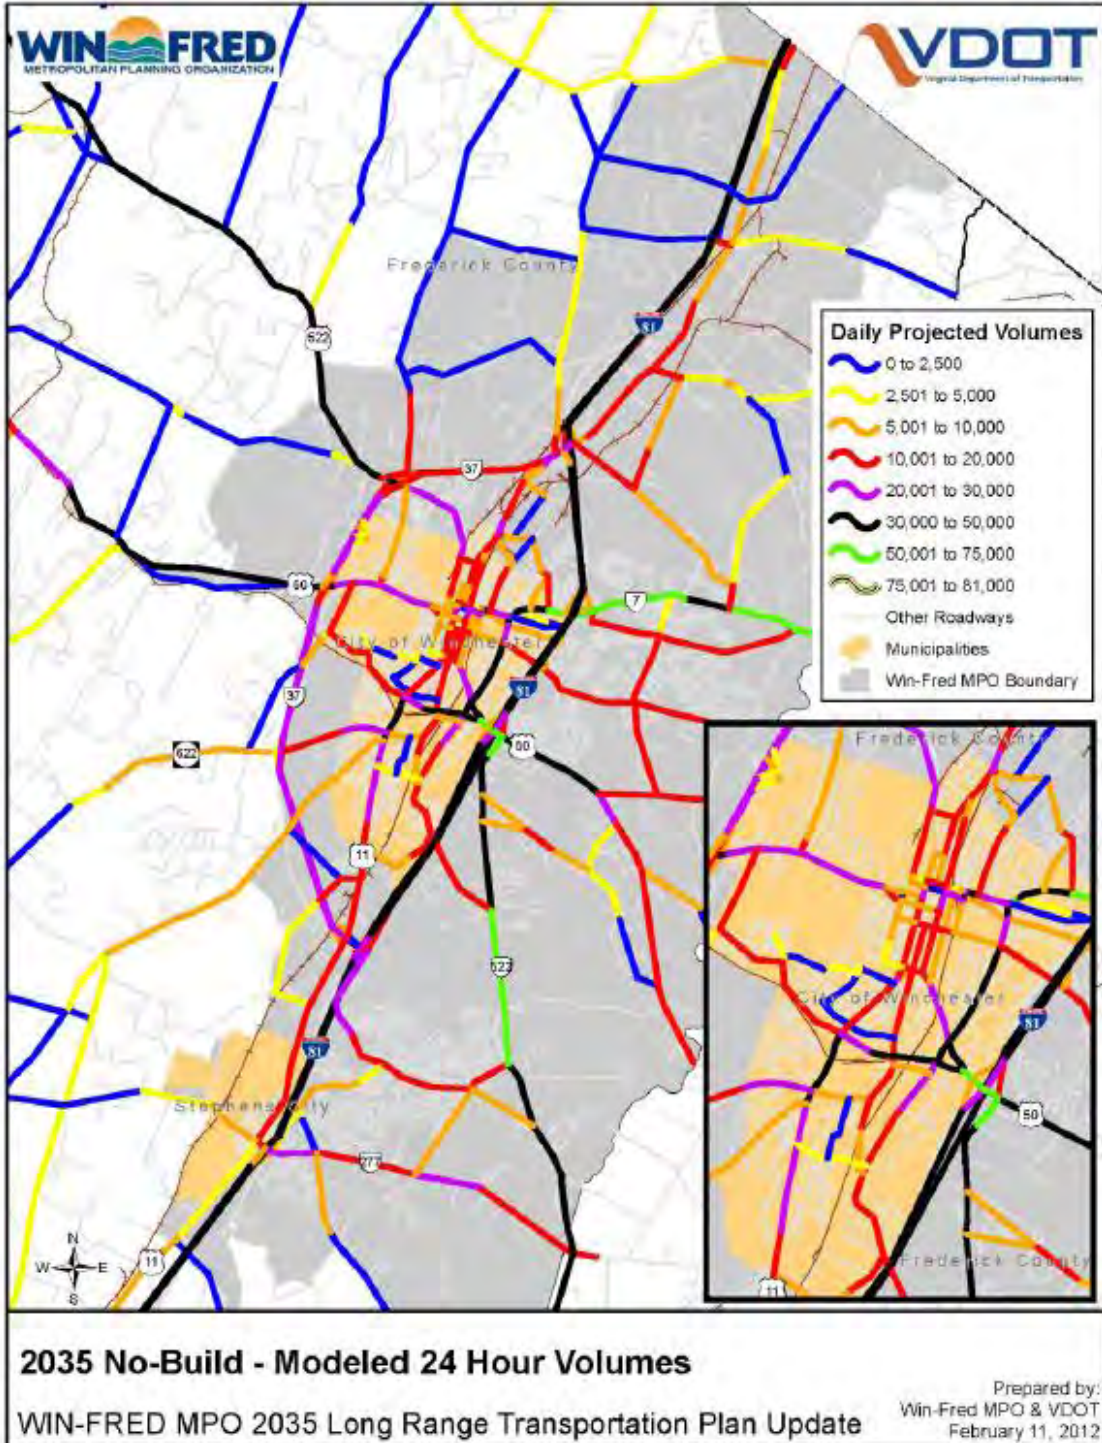 WIN FRED
METROPOLITAN PLANNING ORGANIZATION
VDOT
Virginia Department of Transportation
Frederick County
81
622
37
Daily Projected Volumes
0 to 2,500
2,501 to 5,000
5,001 to 10,000
10,001 to 20,000
20,001 to 30,000
30,000 to 50,000
50,001 to 75,000
75,001 to 81,000
Other Roadways
Municipalities
Win-Fred MPO Boundary
50
7
City of Winchester
81
37
622
50
11
522
81
Stephens City
277
11
N
W E
S
Frederick County
City of Winchester
81
50
Frederick County
11
2035 No-Build - Modeled 24 Hour Volumes
WIN-FRED MPO 2035 Long Range Transportation Plan Update
Prepared by:
Win-Fred MPO & VDOT
February 11, 2012